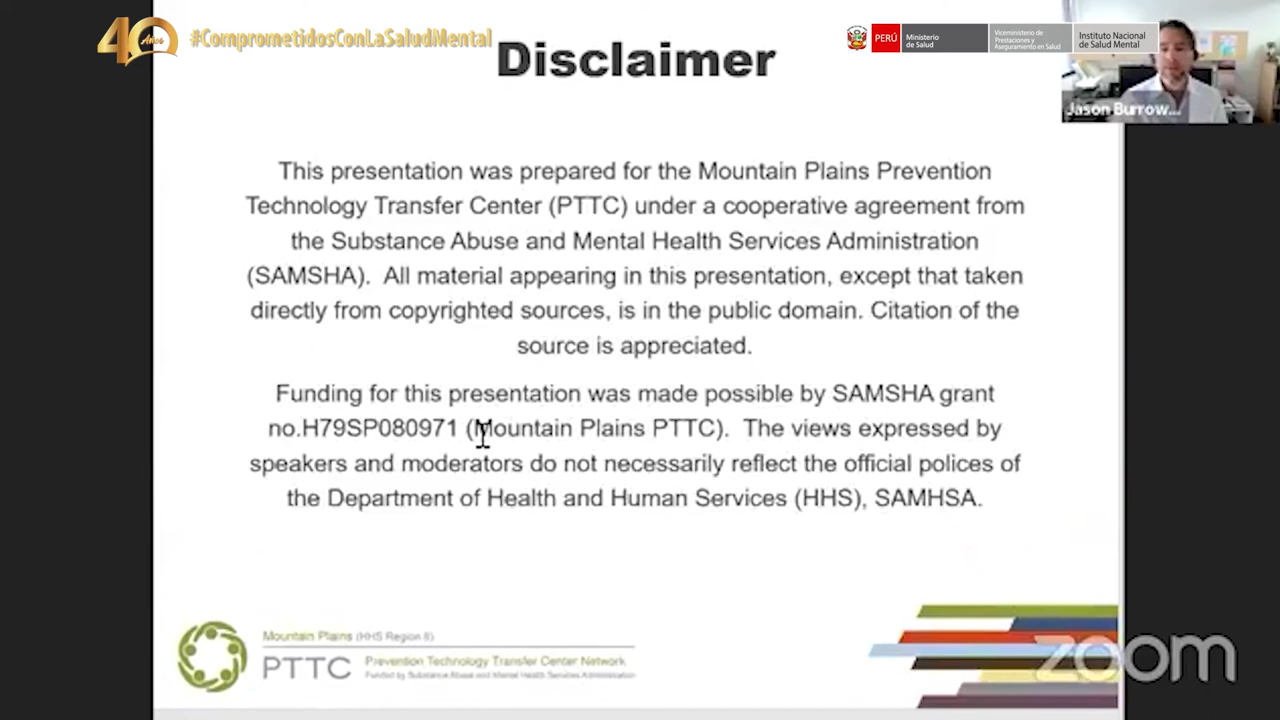 40
Años
#ComprometidosConLaSaludMental
PERÚ
Ministerio
de Salud
Viceministerio de
Prestaciones y
Aseguramiento en Salud
Instituto Nacional
de Salud Mental
Jason Burrow...
Disclaimer
This presentation was prepared for the Mountain Plains Prevention
Technology Transfer Center (PTTC) under a cooperative agreement from
the Substance Abuse and Mental Health Services Administration
(SAMSHA). All material appearing in this presentation, except that taken
directly from copyrighted sources, is in the public domain. Citation of the
source is appreciated.
Funding for this presentation was made possible by SAMSHA grant
no.H79SP080971 (Mountain Plains PTTC). The views expressed by
speakers and moderators do not necessarily reflect the official polices of
the Department of Health and Human Services (HHS), SAMHSA.
Mountain Plains (HHS Region 8)
PTTC
Prevention Technology Transfer Center Network
Funded by Substance Abuse and Mental Health Services Administration
zoom